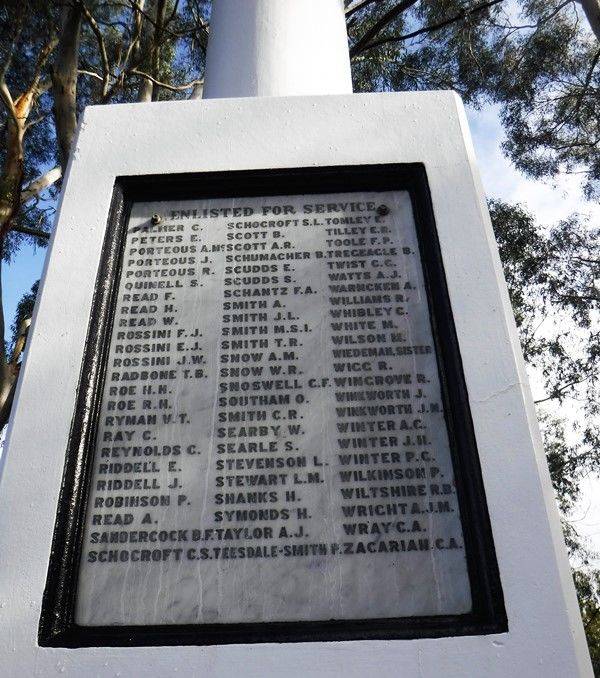 ENLISTED FOR SERVICE
PALMER C.
PETERS E.
PORTEOUS A.Mc
PORTEOUS J.
PORTEOUS R.
QUINELL S.
READ F.
READ H.
READ W.
ROSSINI F.J.
ROSSINI E.J.
ROSSINI J.W.
RADBONE T.B.
ROE H.H.
ROE R.H.
RYMAN V.T.
RAY C.
REYNOLDS C.
RIDDELL E.
RIDDELL J.
ROBINSON P.
READ A.
SANDERCOCK B.F.
SCHOCROFT C.S.
SCHOCROFT S.L.
SCOTT B.
SCOTT A.R.
SCHUMACHER B.
SCUDDS E.
SCUDDS S.
SCHANTZ F.A.
SMITH A.
SMITH J.L.
SMITH M.S.I.
SMITH T.R.
SNOW A.M.
SNOW W.R.
SNOSWELL C.F.
SOUTHAM O.
SMITH C.R.
SEARBY W.
SEARLE S.
STEVENSON L.
STEWART L.M.
SHANKS H.
SYMONDS H.
TAYLOR A.J.
TEESDALE-SMITH P.
TOMLEY E.
TILLEY E.E.
TOOLE F.P.
TREGEAGLE B.
TWIST C.C.
WATTS A.J.
WARNCKEN A.
WILLIAMS R.
WHIBLEY C.
WHITE M.
WILSON M.
WIEDEMAN, SISTER
WIGG R.
WINGROVE R.
WINKWORTH J.
WINKWORTH J.H.
WINTER A.C.
WINTER J.H.
WINTER P.C.
WILKINSON P.
WILTSHIRE R.B.
WRIGHT A.J.M.
WRAY C.A.
ZACARIAH C.A.